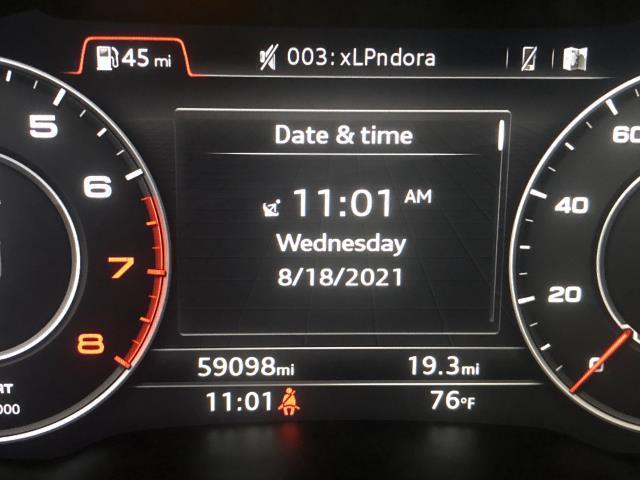 45 mi
003: xLPndora
5
6
7
8
Date & time
11:01 AM
Wednesday
8/18/2021
60
40
20
0
59098mi
19.3mi
11:01
76°F